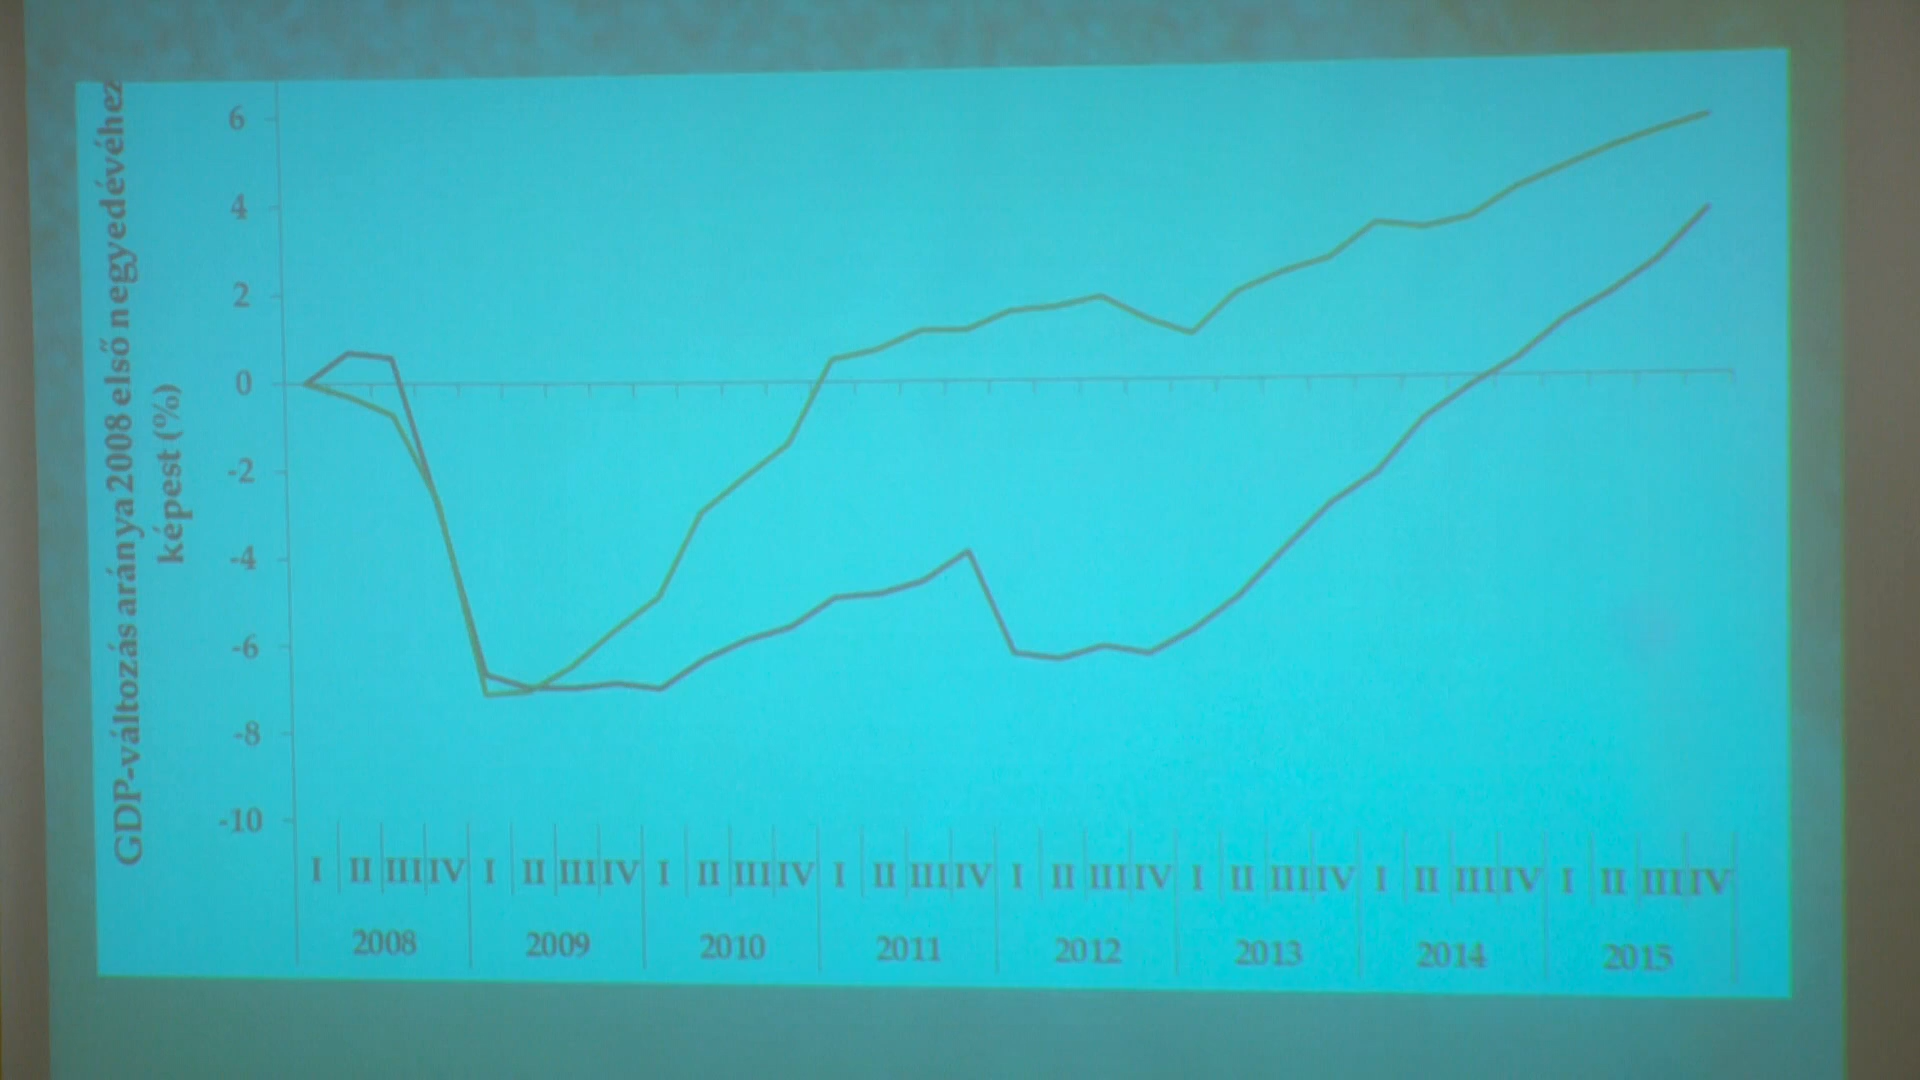 GDP-változás aránya 2008 első negyedévéhez
képest (%)
6
4
2
0
-2
-4
-6
-8
-10
I II III IV I II III IV I II III IV I II III IV I II III IV I II III IV I II III IV I II III IV
2008 2009 2010 2011 2012 2013 2014 2015